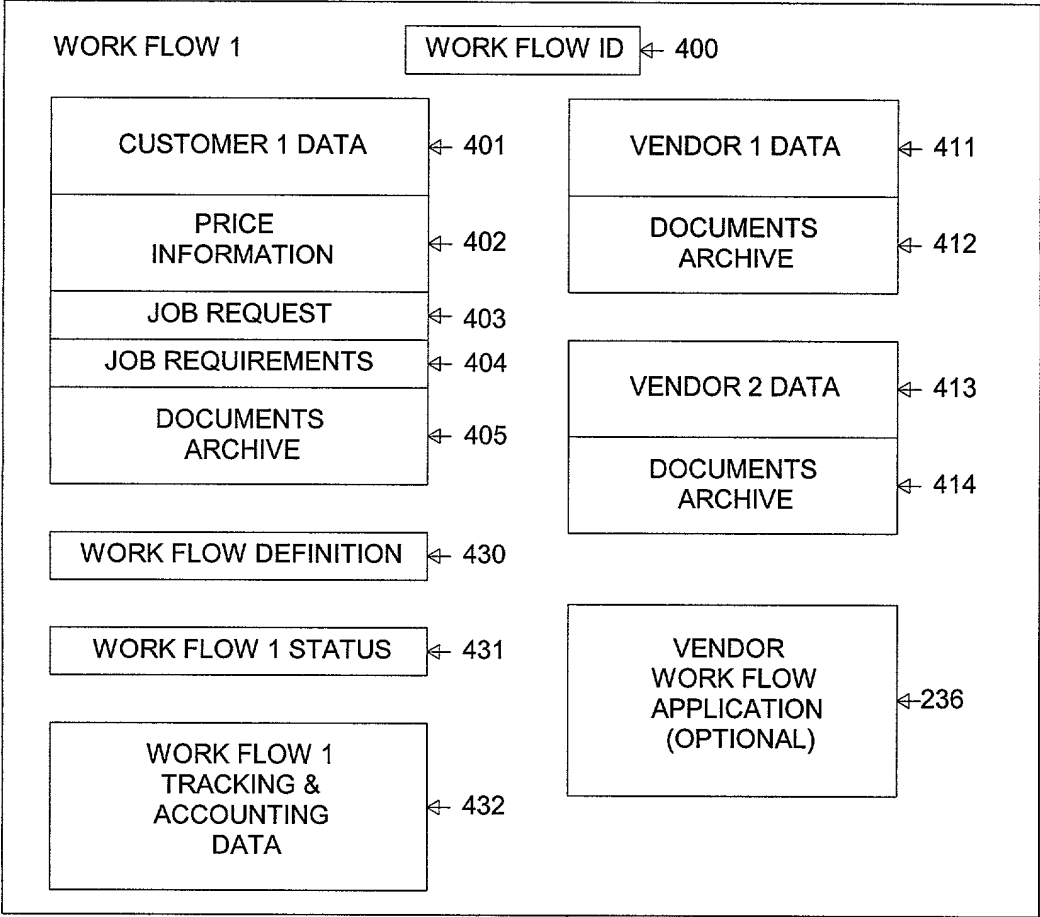 WORK FLOW 1
WORK FLOW ID
400
CUSTOMER 1 DATA
401
PRICE
INFORMATION
402
JOB REQUEST
403
JOB REQUIREMENTS
404
DOCUMENTS
ARCHIVE
405
VENDOR 1 DATA
411
DOCUMENTS
ARCHIVE
412
VENDOR 2 DATA
413
DOCUMENTS
ARCHIVE
414
WORK FLOW DEFINITION
430
WORK FLOW 1 STATUS
431
WORK FLOW 1
TRACKING &
ACCOUNTING
DATA
432
VENDOR
WORK FLOW
APPLICATION
(OPTIONAL)
236